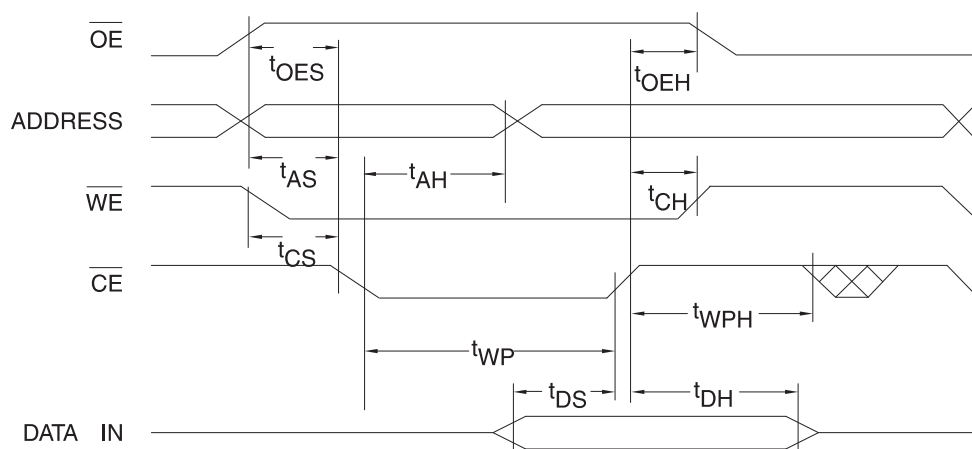 OE
tOES
tOEH
ADDRESS
tAS
tAH
WE
tCH
tCS
CE
tWPH
tWP
tDS
tDH
DATA IN